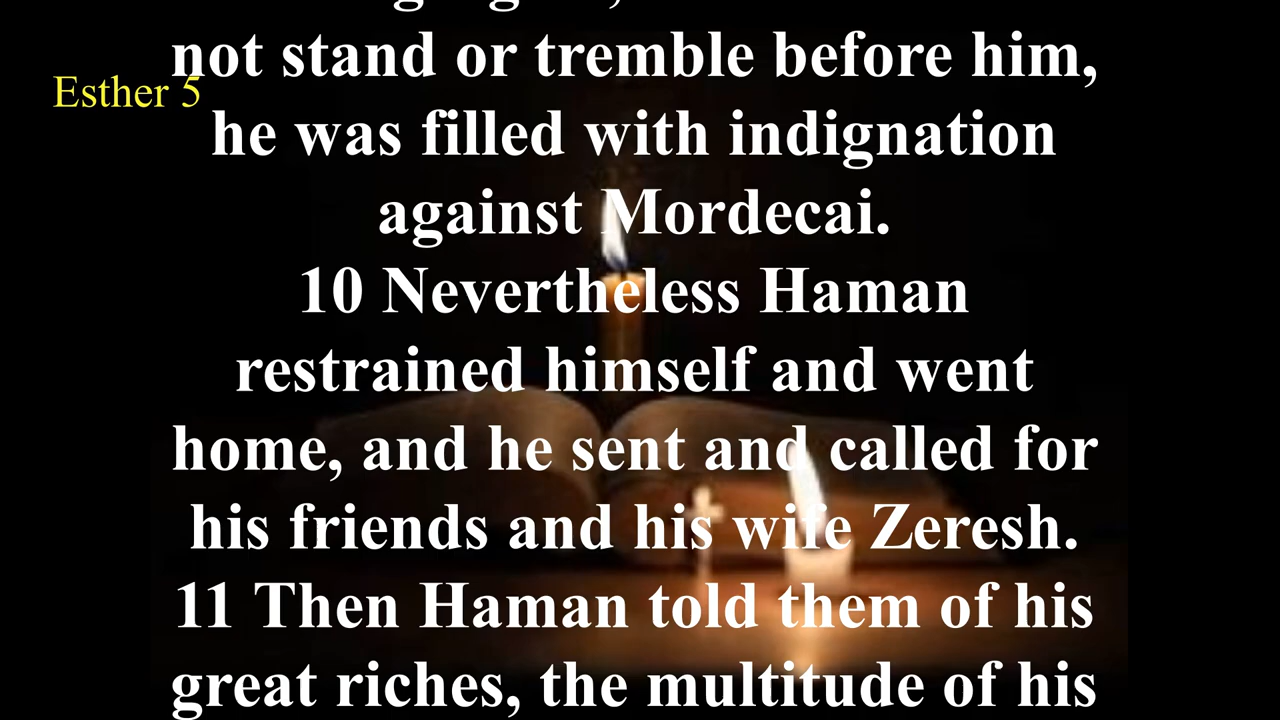 not stand or tremble before him,
Esther 5
he was filled with indignation
against Mordecai.
10 Nevertheless Haman
restrained himself and went
home, and he sent and called for
his friends and his wife Zeresh.
11 Then Haman told them of his
great riches, the multitude of his